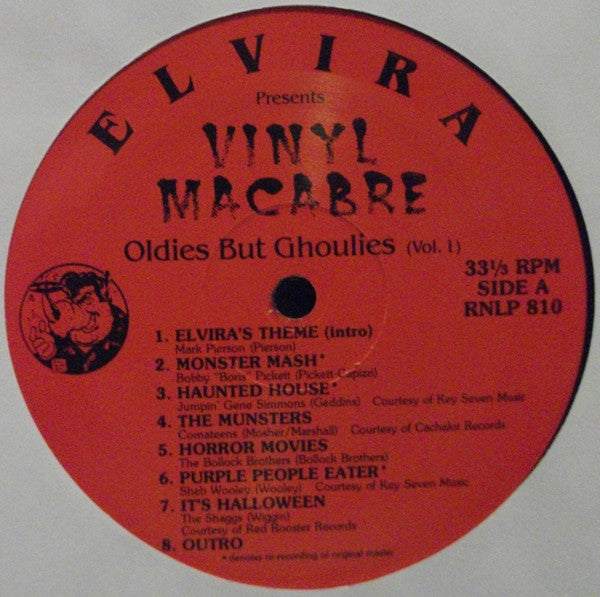 ELVIRA
Presents
VINYL
MACABRE
Oldies But Ghoulies (Vol. 1)
33⅓ RPM
SIDE A
RNLP 810
1. ELVIRA'S THEME (Intro)
Mark Pierson (Pierson)
2. MONSTER MASH*
Bobby "Boris" Pickett (Pickett-Capizzi)
3. HAUNTED HOUSE*
Jumpin' Gene Simmons (Geddins) Courtesy of Key Seven Music
4. THE MUNSTERS
Comateens (Mosher/Marshall) Courtesy of Cachalot Records
5. HORROR MOVIES
The Bollock Brothers (Bollock Brothers)
6. PURPLE PEOPLE EATER*
Sheb Wooley (Wooley) Courtesy of Key Seven Music
7. IT'S HALLOWEEN
The Shaggs (Wiggin)
Courtesy of Red Rooster Records
8. OUTRO
* denotes re-recording of original master